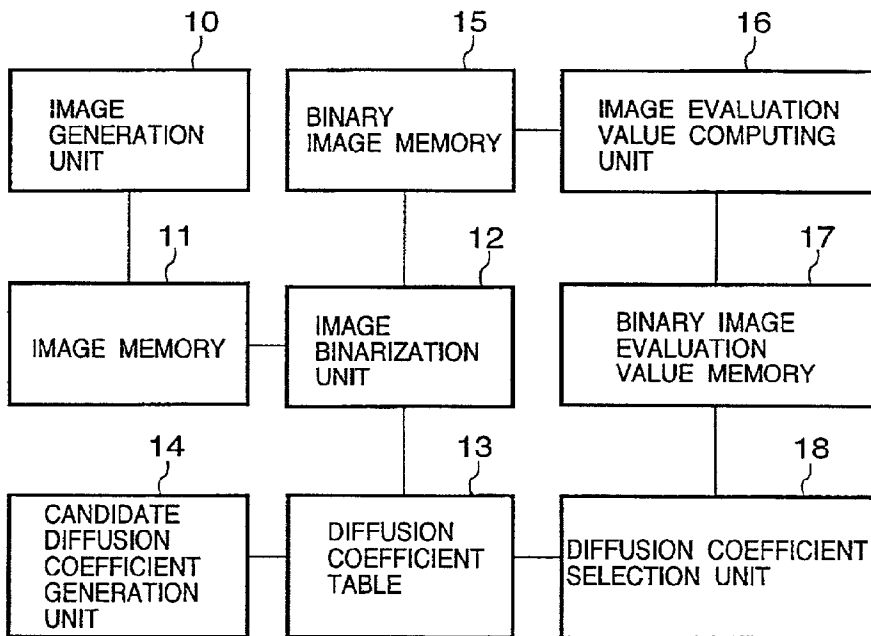 10
15
16
IMAGE
GENERATION
UNIT
BINARY
IMAGE MEMORY
IMAGE EVALUATION
VALUE COMPUTING
UNIT
11
12
17
IMAGE MEMORY
IMAGE
BINARIZATION
UNIT
BINARY IMAGE
EVALUATION
VALUE MEMORY
14
13
18
CANDIDATE
DIFFUSION
COEFFICIENT
GENERATION
UNIT
DIFFUSION
COEFFICIENT
TABLE
DIFFUSION COEFFICIENT
SELECTION UNIT